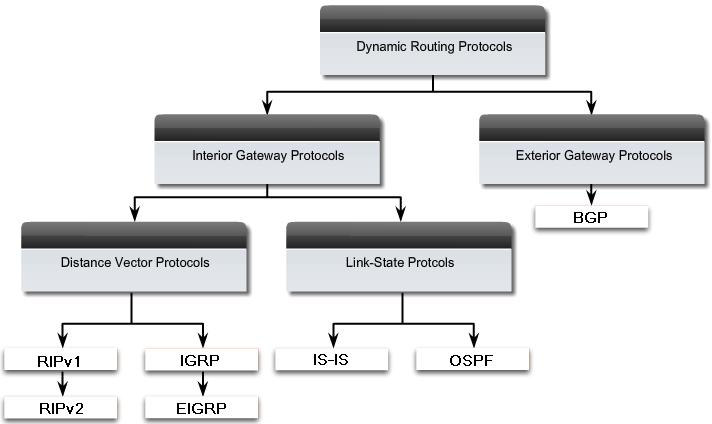 Dynamic Routing Protocols
Interior Gateway Protocols
Exterior Gateway Protocols
BGP
Distance Vector Protocols
Link-State Protcols
RIPv1
IGRP
IS-IS
OSPF
RIPv2
EIGRP